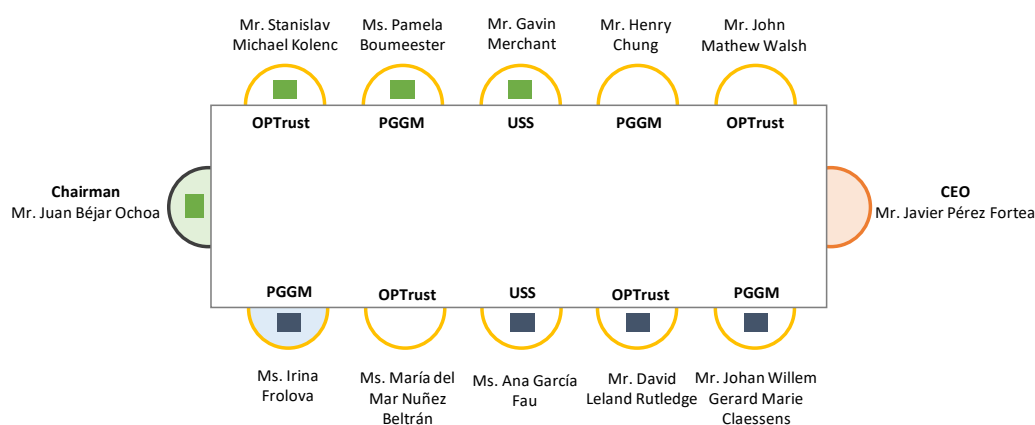 Mr. Stanislav
Michael Kolenc
Ms. Pamela
Boumeester
Mr. Gavin
Merchant
Mr. Henry
Chung
Mr. John
Mathew Walsh
OPTrust
PGGM
USS
PGGM
OPTrust
Chairman
Mr. Juan Béjar Ochoa
CEO
Mr. Javier Pérez Fortea
PGGM
OPTrust
USS
OPTrust
PGGM
Ms. Irina
Frolova
Ms. María del
Mar Nuñez
Beltrán
Ms. Ana García
Fau
Mr. David
Leland Rutledge
Mr. Johan Willem
Gerard Marie
Claessens